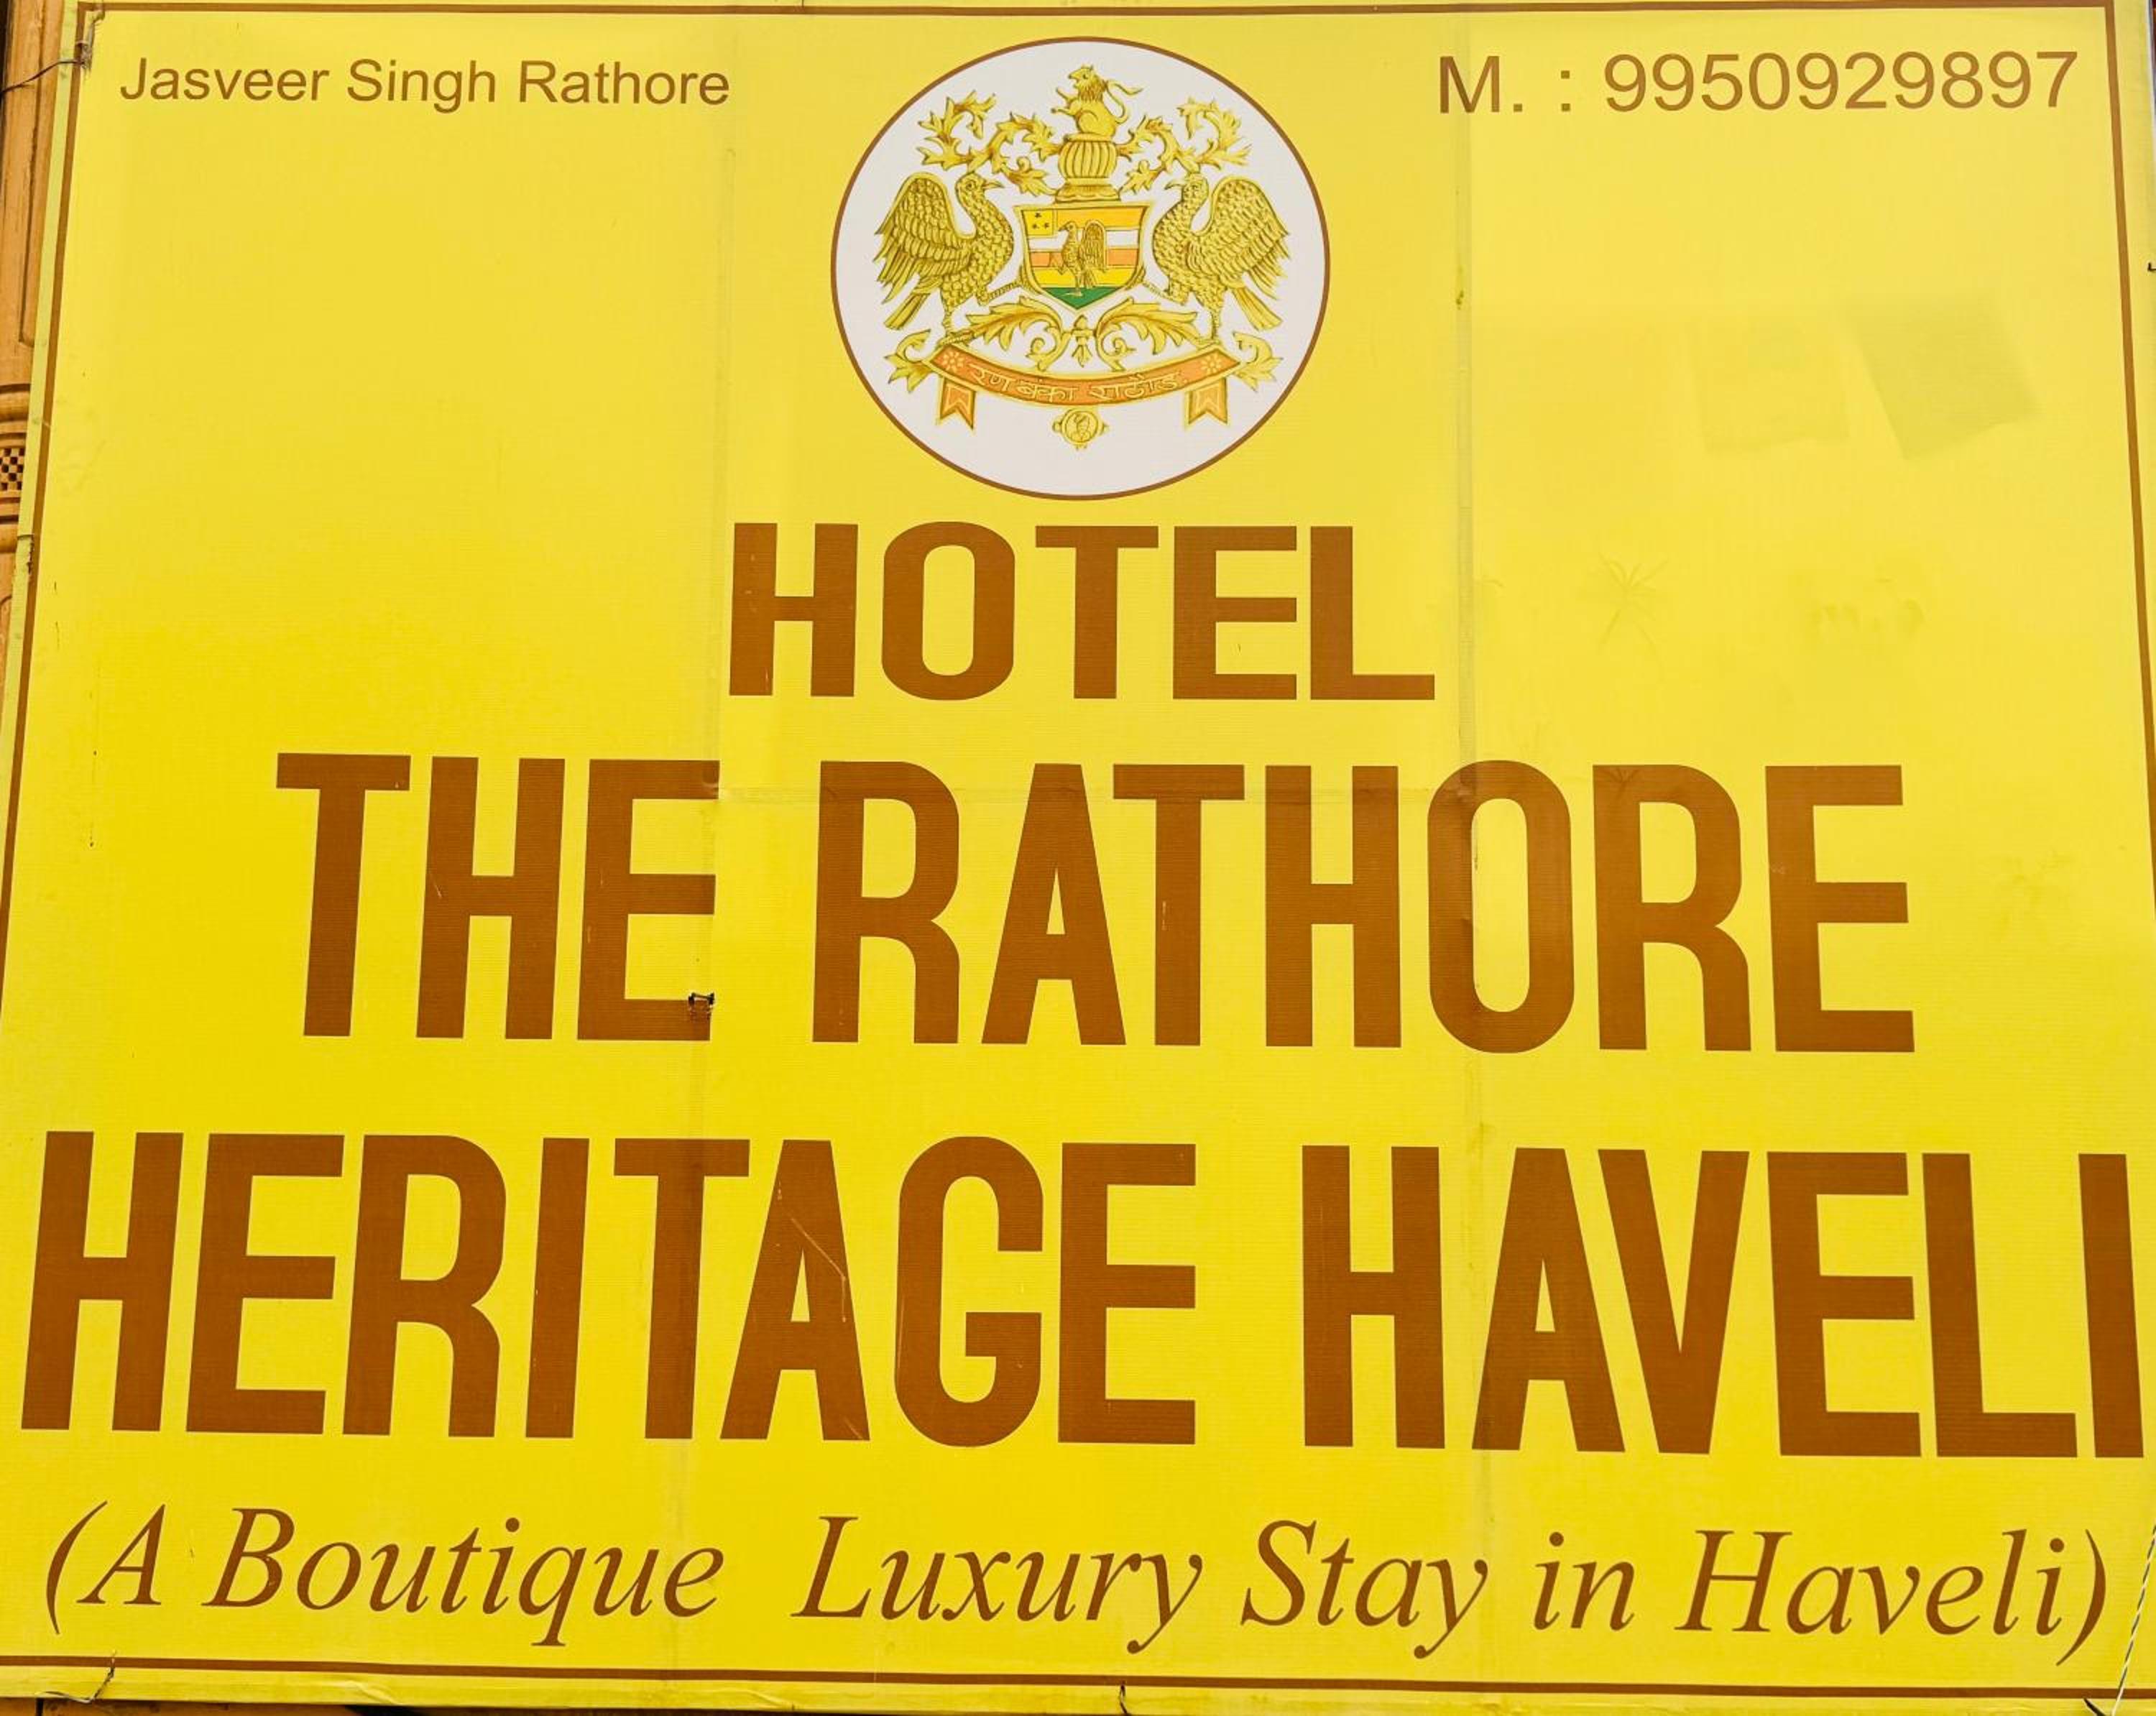 Jasveer Singh Rathore
M. : 9950929897
रण बंका राठौड़
HOTEL
THE RATHORE
HERITAGE HAVELI
(A Boutique Luxury Stay in Haveli)